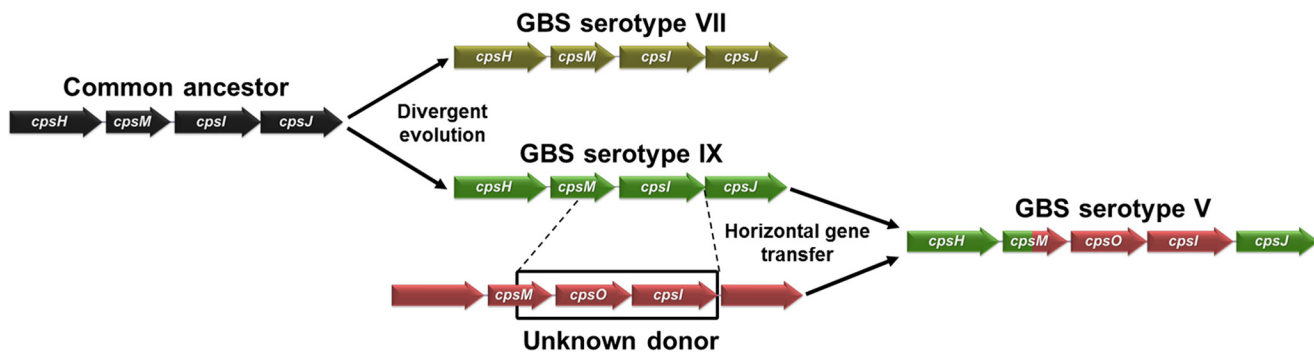 GBS serotype VII
cpsH cpsM cpsI cpsJ
Common ancestor
cpsH cpsM cpsI cpsJ
Divergent
evolution
GBS serotype IX
cpsH cpsM cpsI cpsJ
Horizontal gene
transfer
GBS serotype V
cpsH cpsM cpsO cpsI cpsJ
cpsM cpsO cpsI
Unknown donor